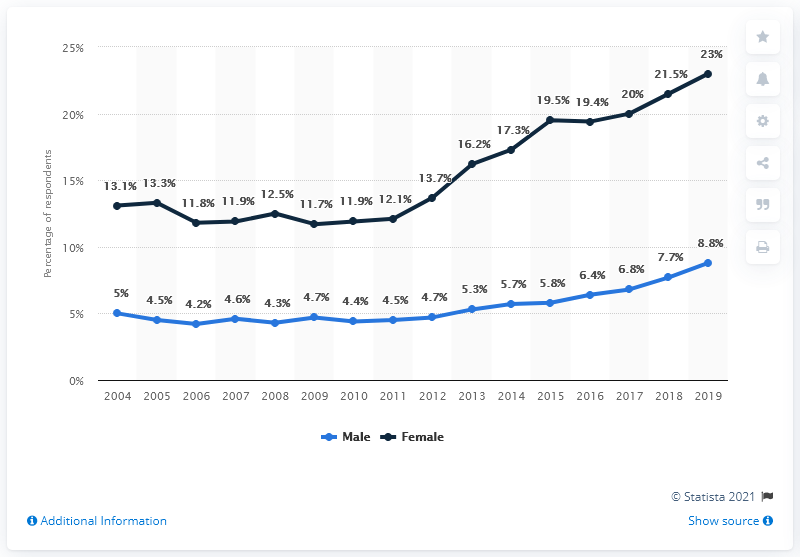 25%
20%
15%
10%
5%
0%
Percentage of respondents
13.1% 13.3% 11.8% 11.9% 12.5% 11.7% 11.9% 12.1% 13.7% 16.2% 17.3% 19.5% 19.4% 20% 21.5% 23%
5% 4.5% 4.2% 4.6% 4.3% 4.7% 4.4% 4.5% 4.7% 5.3% 5.7% 5.8% 6.4% 6.8% 7.7% 8.8%
2004 2005 2006 2007 2008 2009 2010 2011 2012 2013 2014 2015 2016 2017 2018 2019
Male Female
© Statista 2021
Additional Information Show source